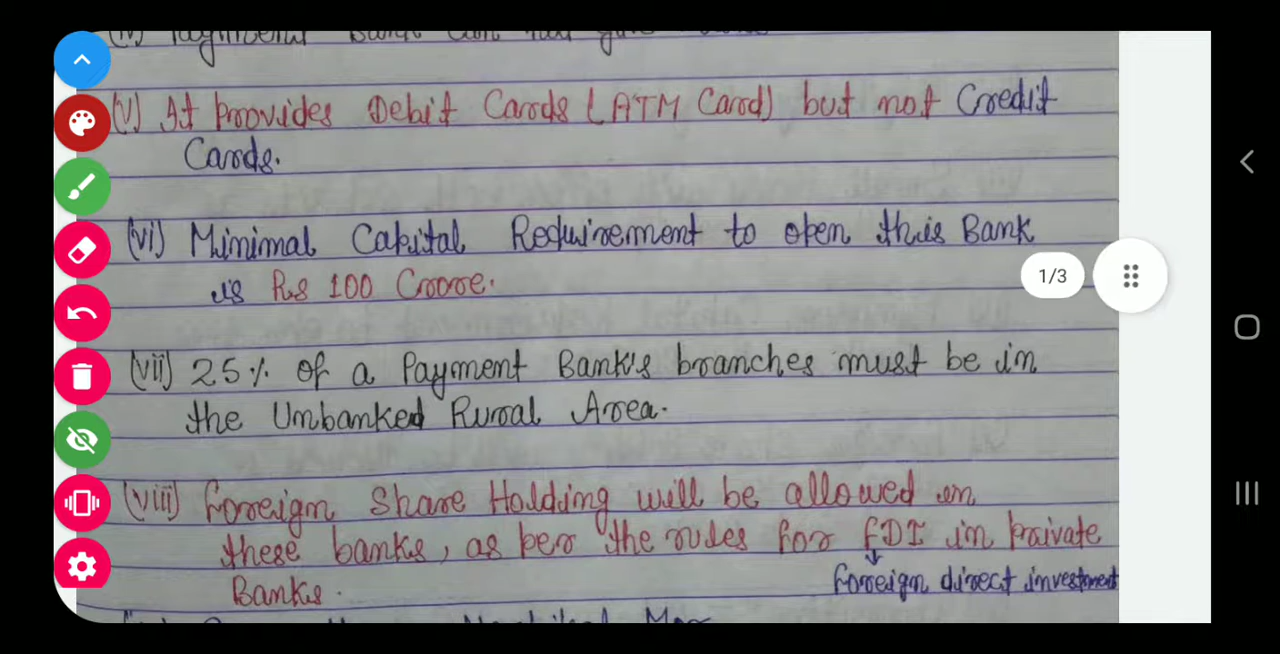 (v) It provides Debit Cards (ATM Card) but not Credit
Cards.
(vi) Minimal Capital Requirement to open this Bank
is Rs 100 Crore.
1/3
(vii) 25% of a Payment Bank's branches must be in
the Unbanked Rural Area.
(viii) Foreign Share Holding will be allowed in
these banks, as per the rules for FDI in Private
Foreign direct investment
Banks.